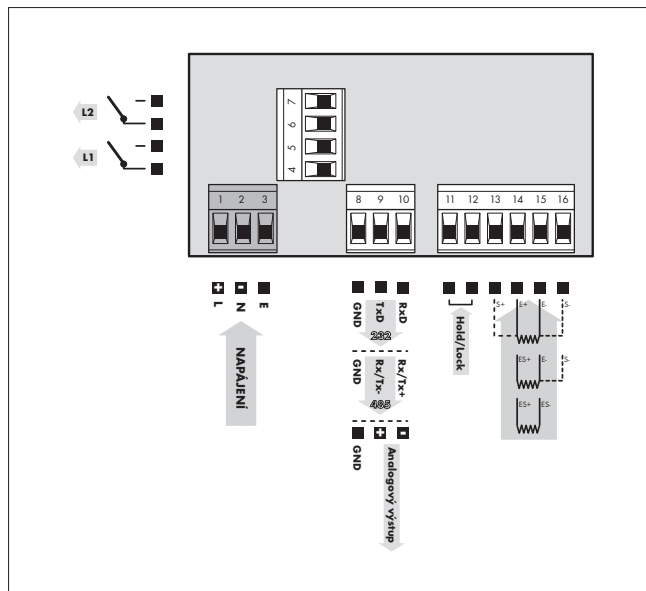 7
L2
6
5
L1
4
1 2 3
8 9 10
11 12 13 14 15 16
L N E
GND TxD RxD
232
Hold/Lock
S+ E+ E- S-
NAPÁJENÍ
GND Rx/Tx- Rx/Tx+
485
ES+ E- S-
ES+ ES-
GND
Analogový výstup